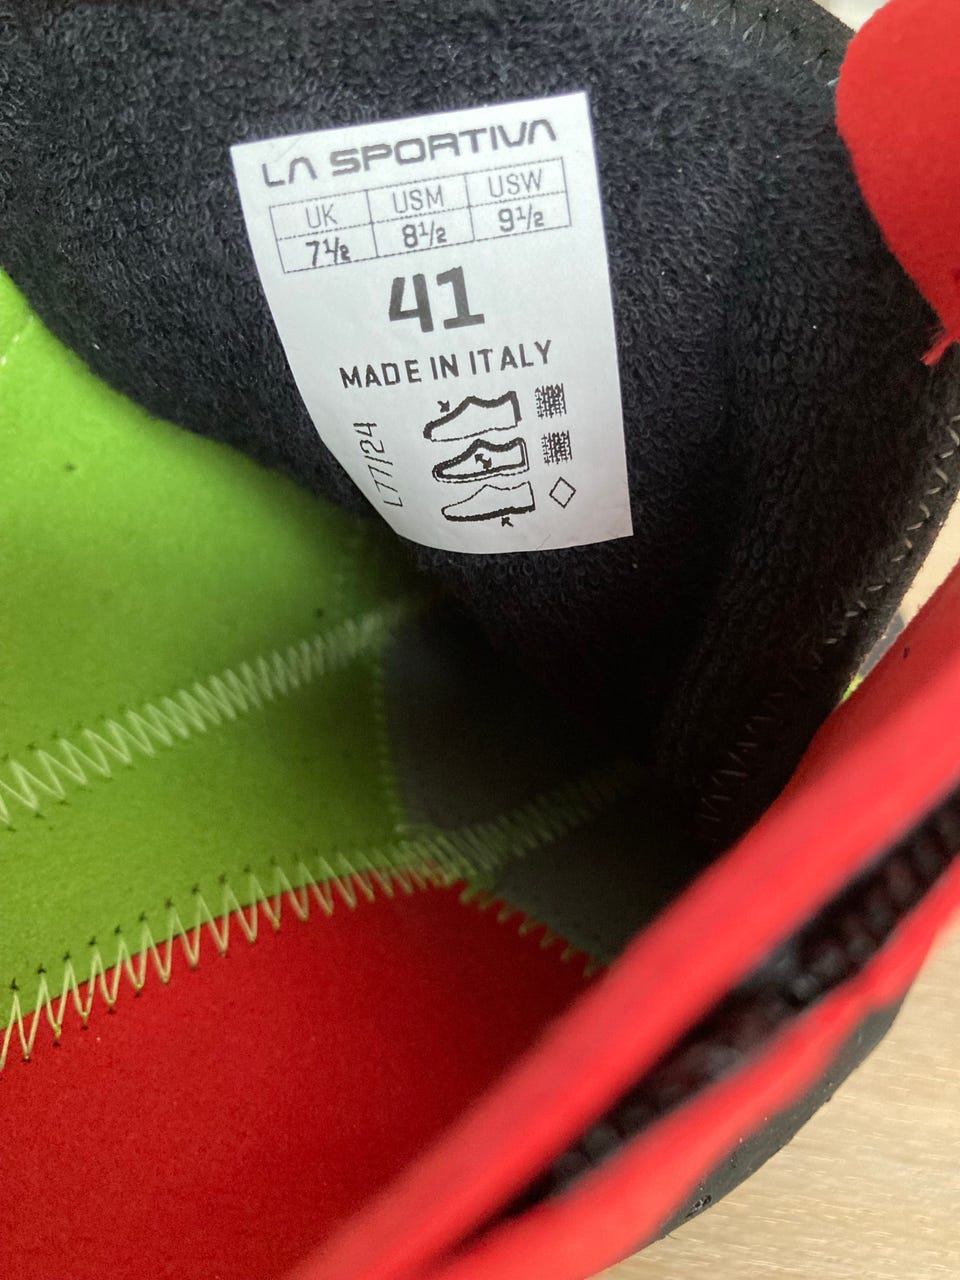 LA SPORTIVA
UK USM USW
7½ 8½ 9½
41
MADE IN ITALY
L77/24